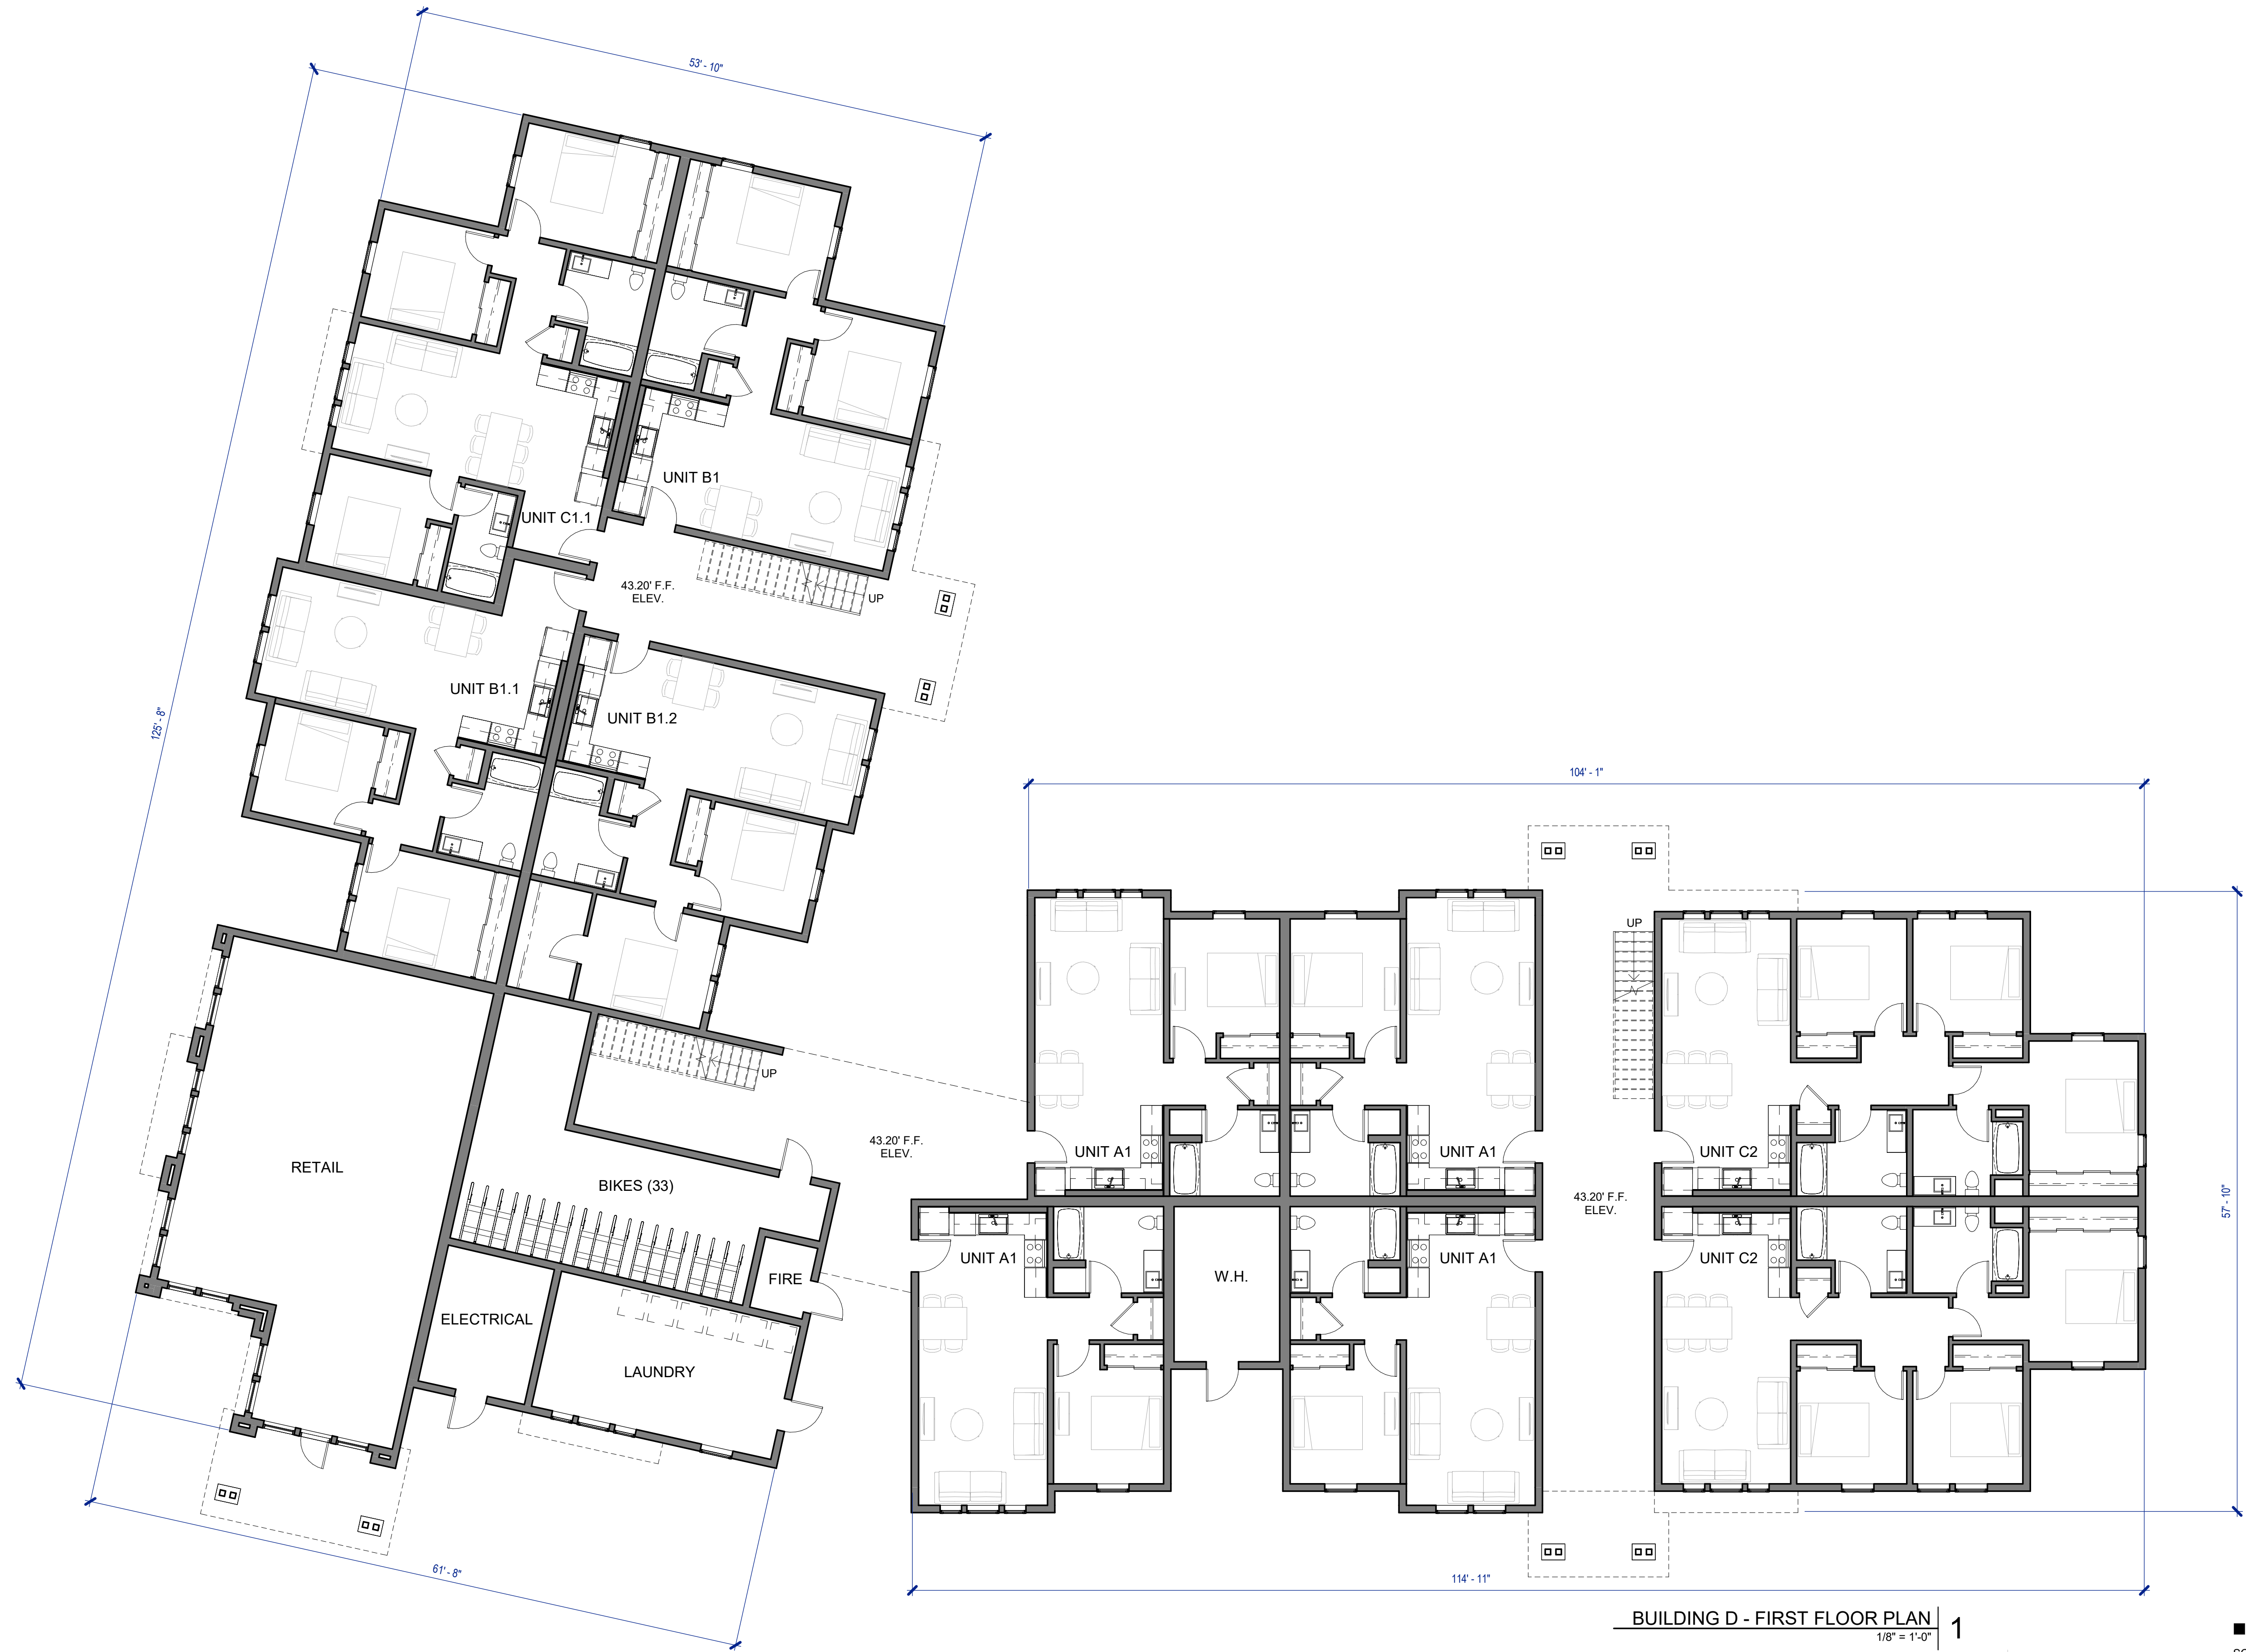 53' - 10"
125' - 8"
UNIT B1
UNIT C1.1
43.20' F.F.
ELEV.
UP
UNIT B1.1
UNIT B1.2
104' - 1"
UP
UP
43.20' F.F.
ELEV.
RETAIL
BIKES (33)
UNIT A1
UNIT A1
UNIT C2
43.20' F.F.
ELEV.
57' - 10"
UNIT A1
W.H.
UNIT A1
UNIT C2
FIRE
ELECTRICAL
LAUNDRY
61' - 8"
114' - 11"
BUILDING D - FIRST FLOOR PLAN
1/8" = 1'-0"
1